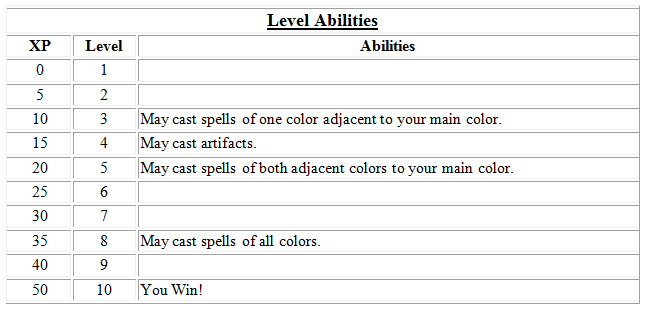 Level Abilities
XP Level Abilities
0 1
5 2
10 3 May cast spells of one color adjacent to your main color.
15 4 May cast artifacts.
20 5 May cast spells of both adjacent colors to your main color.
25 6
30 7
35 8 May cast spells of all colors.
40 9
50 10 You Win!